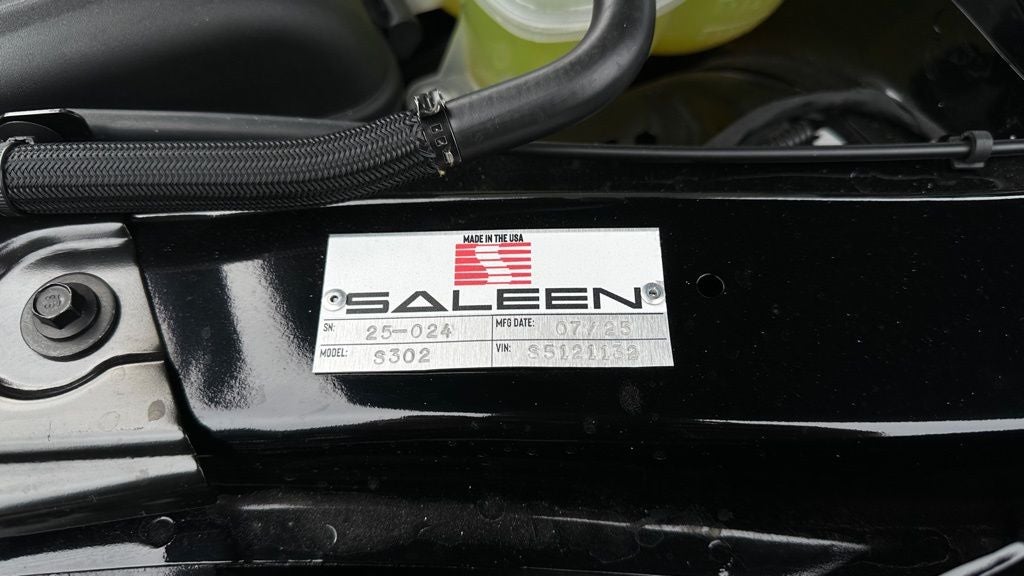 MADE IN THE USA
SALEEN
SN: 25-024 MFG DATE: 07/25
MODEL: S302 VIN: S5121132